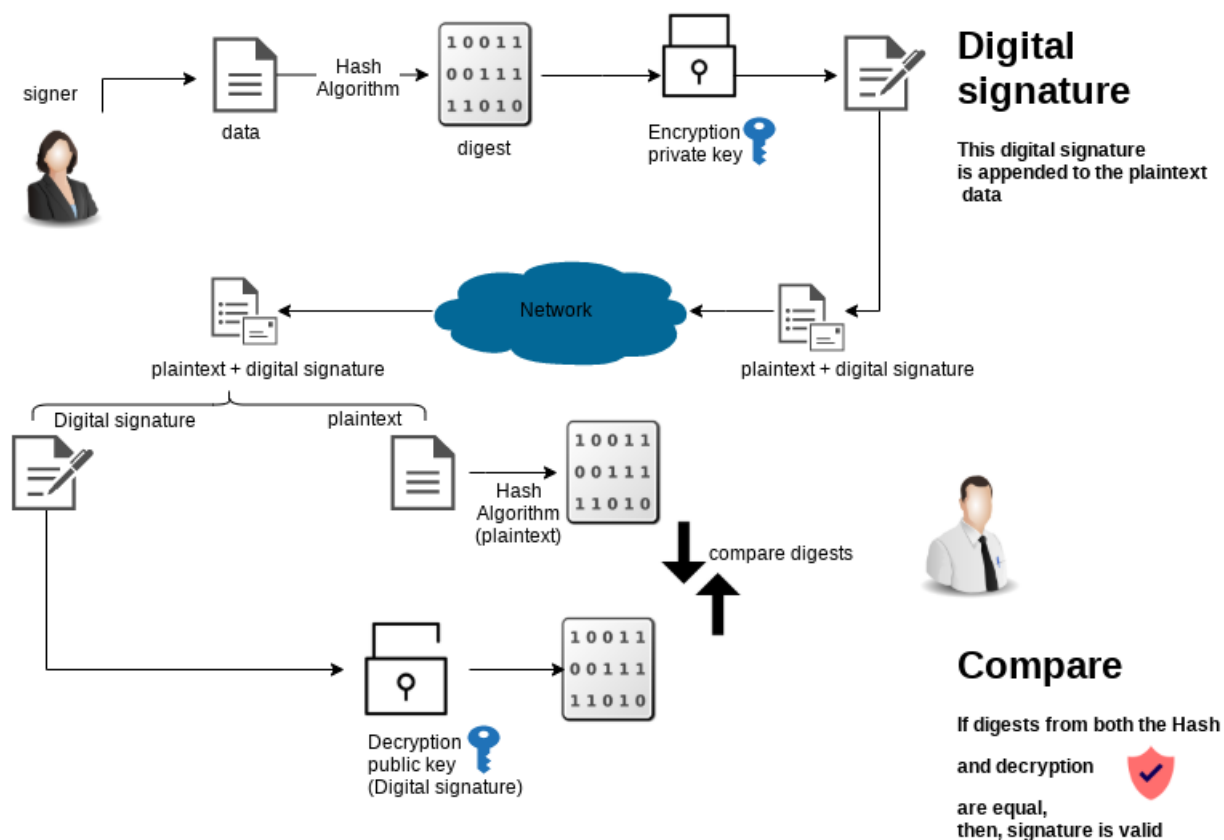 Digital
signature
signer
data
Hash
Algorithm
10011
00111
11010
digest
Encryption
private key
This digital signature
is appended to the plaintext
data
Network
plaintext + digital signature
plaintext + digital signature
Digital signature
plaintext
Hash
Algorithm
(plaintext)
10011
00111
11010
compare digests
10011
00111
11010
Decryption
public key
(Digital signature)
Compare
If digests from both the Hash
and decryption
are equal,
then, signature is valid